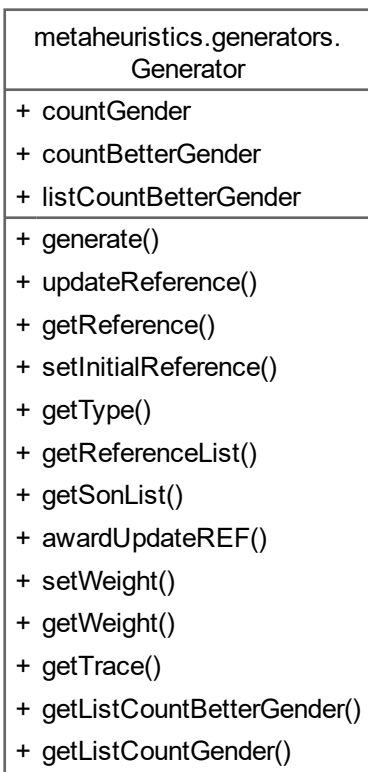 metaheuristics.generators.
Generator
+ countGender
+ countBetterGender
+ listCountBetterGender
+ generate()
+ updateReference()
+ getReference()
+ setInitialReference()
+ getType()
+ getReferenceList()
+ getSonList()
+ awardUpdateREF()
+ setWeight()
+ getWeight()
+ getTrace()
+ getListCountBetterGender()
+ getListCountGender()